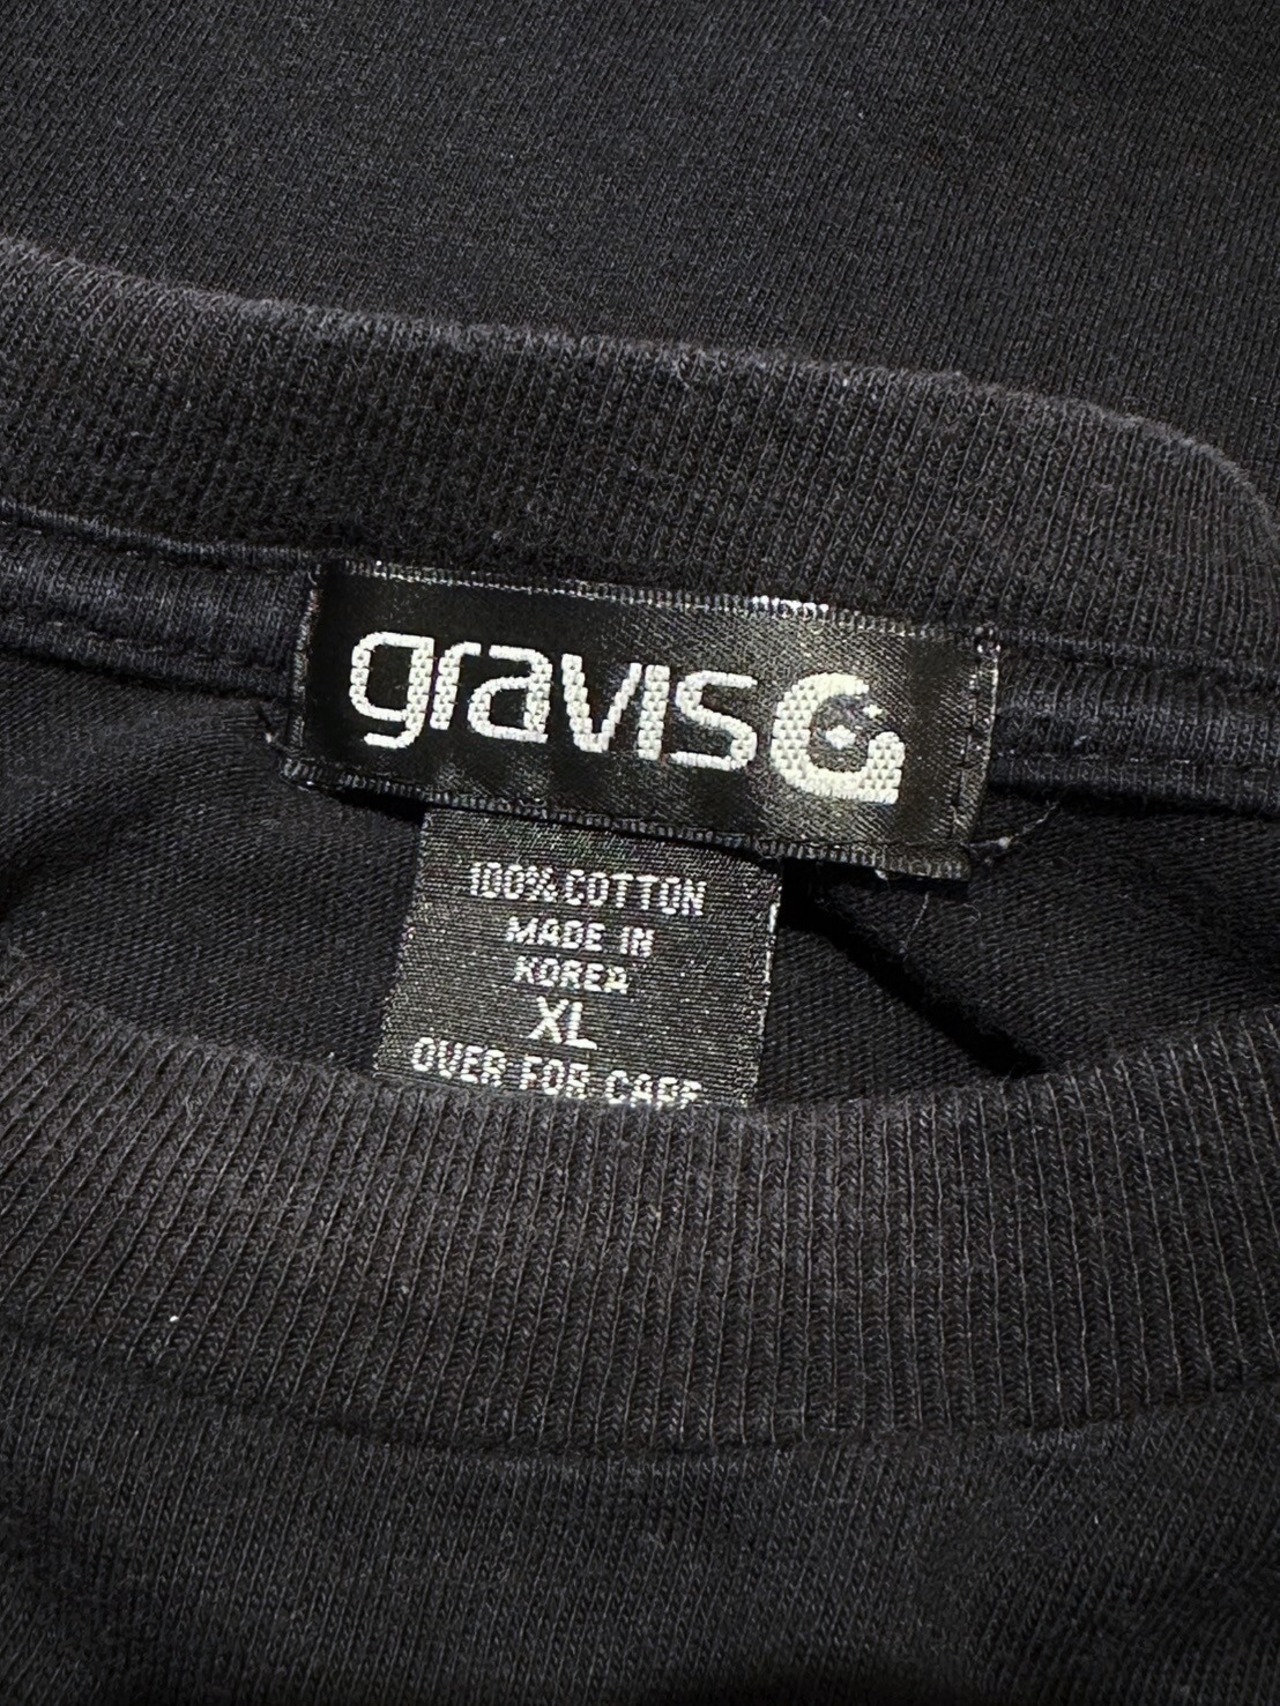 gravis
100% COTTON
MADE IN
KOREA
XL
OVER FOR CARE